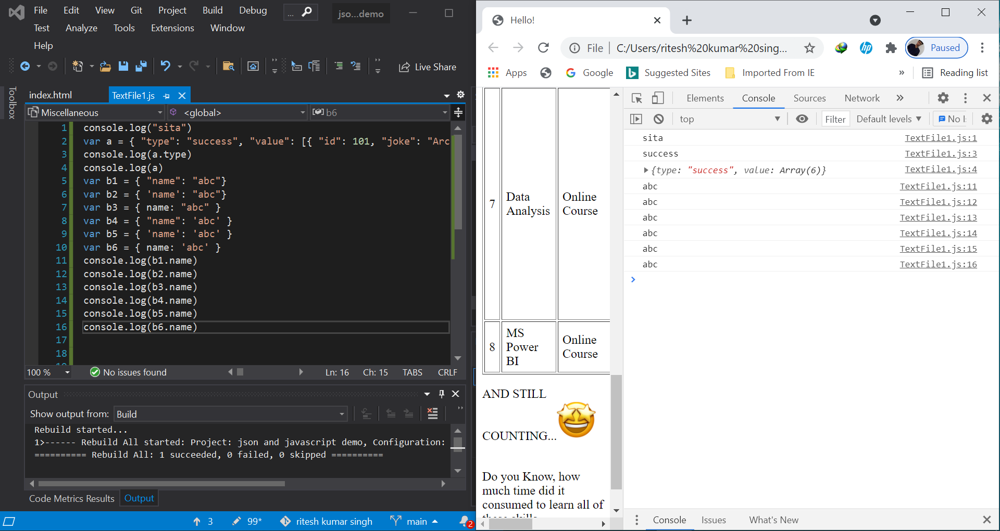 File Edit View Git Project Build Debug ... jso...demo
Test Analyze Tools Extensions Window
Help
Live Share
Toolbox
index.html TextFile1.js
Miscellaneous <global> b6
1 console.log("sita")
2 var a = { "type": "success", "value": [{ "id": 101, "joke": "Arc
3 console.log(a.type)
4 console.log(a)
5 var b1 = { "name": "abc"}
6 var b2 = { 'name': "abc"}
7 var b3 = { name: "abc" }
8 var b4 = { "name": 'abc' }
9 var b5 = { 'name': 'abc' }
10 var b6 = { name: 'abc' }
11 console.log(b1.name)
12 console.log(b2.name)
13 console.log(b3.name)
14 console.log(b4.name)
15 console.log(b5.name)
16 console.log(b6.name)
17
18
100 % No issues found Ln: 16 Ch: 15 TABS CRLF
Output
Show output from: Build
Rebuild started...
1>------ Rebuild All started: Project: json and javascript demo, Configuration:
========== Rebuild All: 1 succeeded, 0 failed, 0 skipped ==========
Code Metrics Results Output
3 99* ritesh kumar singh main 2
Hello!
File C:/Users/ritesh%20kumar%20sing... hp Paused
Apps Google Suggested Sites Imported From IE » Reading list
7 Data Analysis Online Course
8 MS Power BI Online Course
AND STILL
COUNTING...
Do you Know, how
much time did it
consumed to learn all of
these skills
Elements Console Sources Network »
top Filter Default levels No I
sita TextFile1.js:1
success TextFile1.js:3
{type: "success", value: Array(6)} TextFile1.js:4
abc TextFile1.js:11
abc TextFile1.js:12
abc TextFile1.js:13
abc TextFile1.js:14
abc TextFile1.js:15
abc TextFile1.js:16
Console Issues What's New